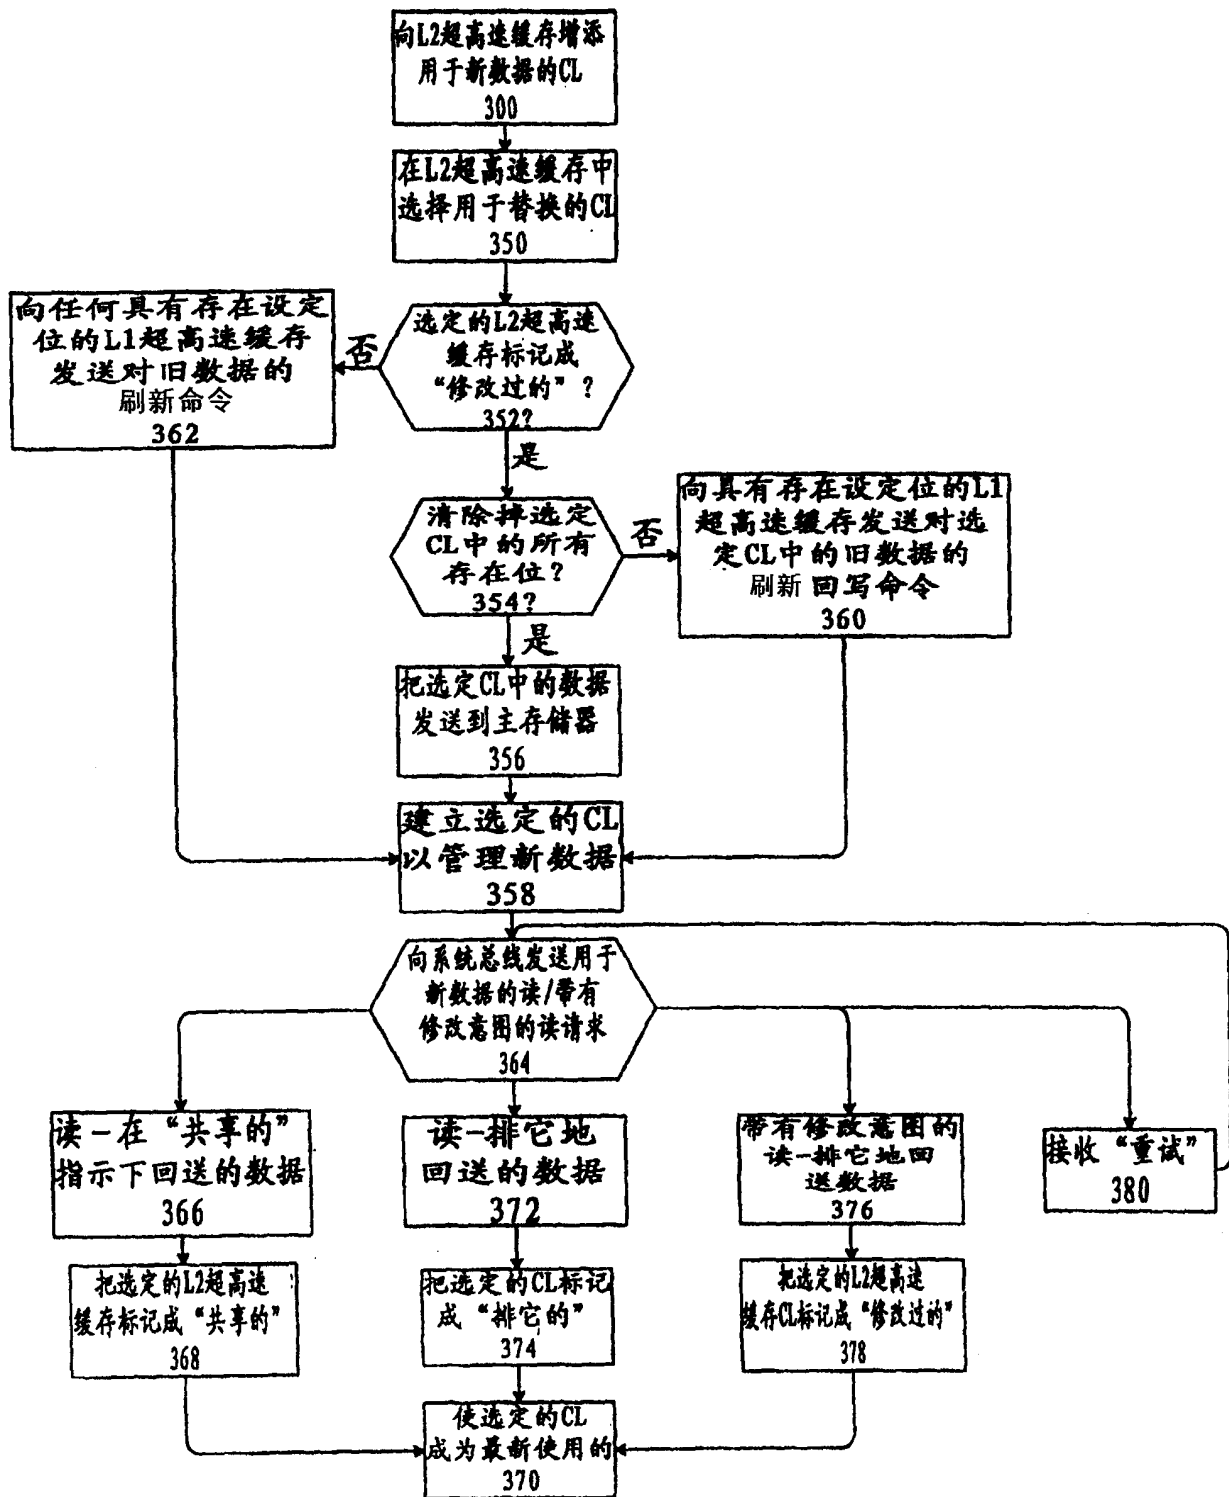 向L2超高速缓存增添
用于新数据的CL
300
在L2超高速缓存中
选择用于替换的CL
350
向任何具有存在设定
位的L1超高速缓存
发送对旧数据的
刷新命令
362
否
选定的L2超高速
缓存标记成
“修改过的”?
352?
是
清除掉选定
CL中的所有
存在位?
354?
否
向具有存在设定位的L1
超高速缓存发送对选
定CL中的旧数据的
刷新 回写命令
360
是
把选定CL中的数据
发送到主存储器
356
建立选定的CL
以管理新数据
358
向系统总线发送用于
新数据的读/带有
修改意图的读请求
364
读-在“共享的”
指示下回送的数据
366
读-排它地
回送的数据
372
带有修改意图的
读-排它地回
送数据
376
接收“重试”
380
把选定的L2超高速
缓存标记成“共享的”
368
把选定的CL标记
成“排它的”
374
把选定的L2超高速
缓存CL标记成“修改过的”
378
使选定的CL
成为最新使用的
370